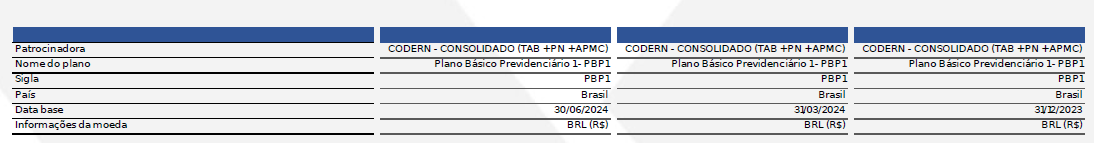 Patrocinadora CODERN - CONSOLIDADO (TAB +PN +APMC) CODERN - CONSOLIDADO (TAB +PN +APMC) CODERN - CONSOLIDADO (TAB +PN +APMC)
Nome do plano Plano Básico Previdenciário 1- PBP1 Plano Básico Previdenciário 1- PBP1 Plano Básico Previdenciário 1- PBP1
Sigla PBP1 PBP1 PBP1
País Brasil Brasil Brasil
Data base 30/06/2024 31/03/2024 31/12/2023
Informações da moeda BRL (R$) BRL (R$) BRL (R$)